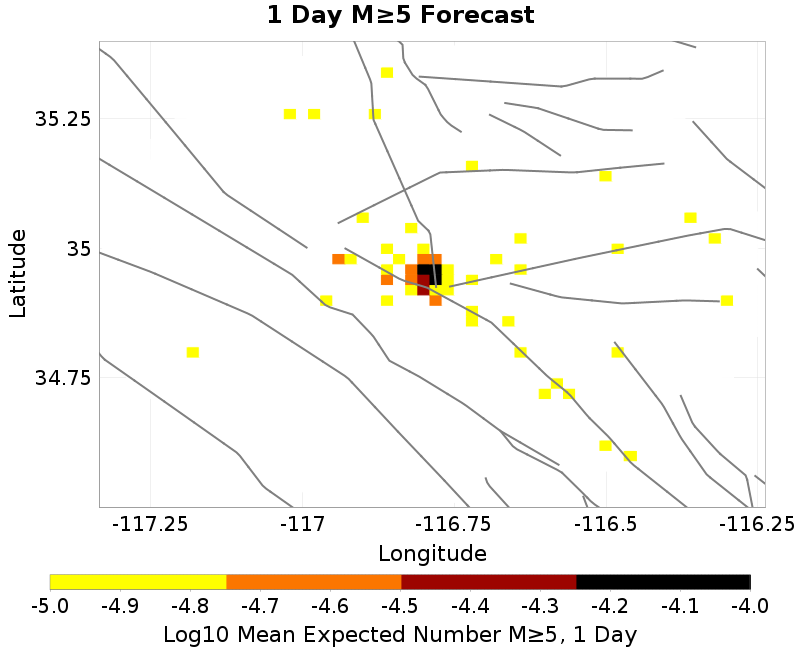 1 Day M≥5 Forecast
35.25
35
34.75
Latitude
-117.25 -117 -116.75 -116.5 -116.25
Longitude
-5.0 -4.9 -4.8 -4.7 -4.6 -4.5 -4.4 -4.3 -4.2 -4.1 -4.0
Log10 Mean Expected Number M≥5, 1 Day